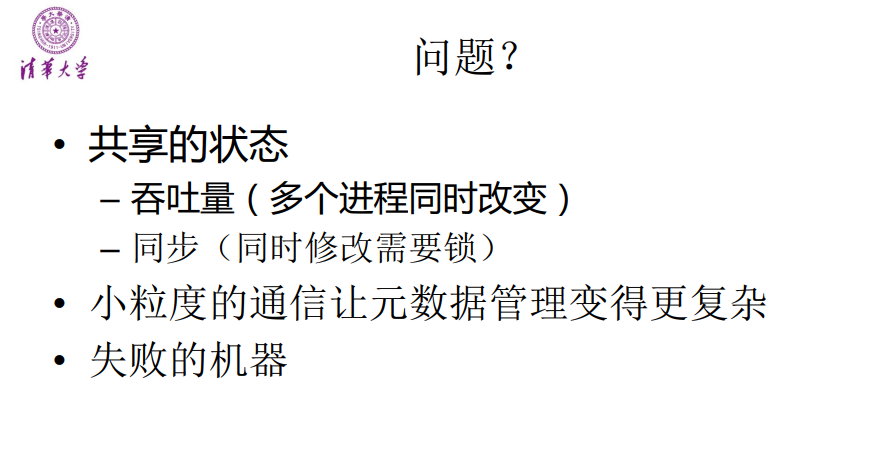 清华大学
问题？
• 共享的状态
– 吞吐量（多个进程同时改变）
– 同步（同时修改需要锁）
• 小粒度的通信让元数据管理变得更复杂
• 失败的机器